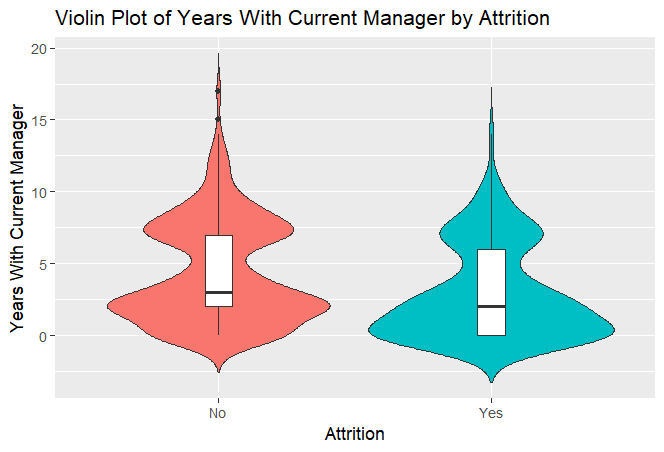 Violin Plot of Years With Current Manager by Attrition
Years With Current Manager
20
15
10
5
0
No
Yes
Attrition